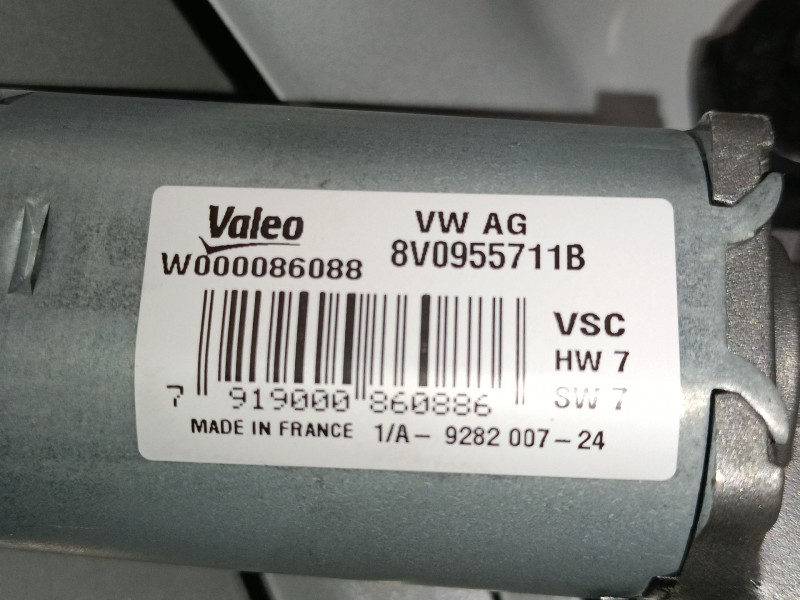 Valeo VW AG
W000086088 8V0955711B
VSC
HW 7
SW 7
7 919000 860886
MADE IN FRANCE 1/A- 9282 007-24